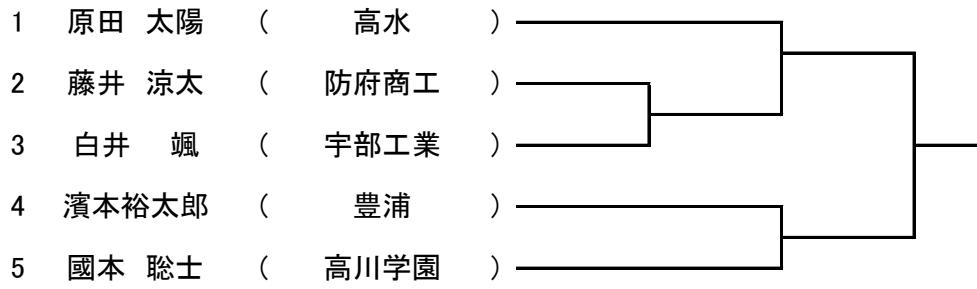 1 原田 太陽 ( 高水 )
2 藤井 涼太 ( 防府商工 )
3 白井 颯 ( 宇部工業 )
4 濱本裕太郎 ( 豊浦 )
5 國本 聡士 ( 高川学園 )